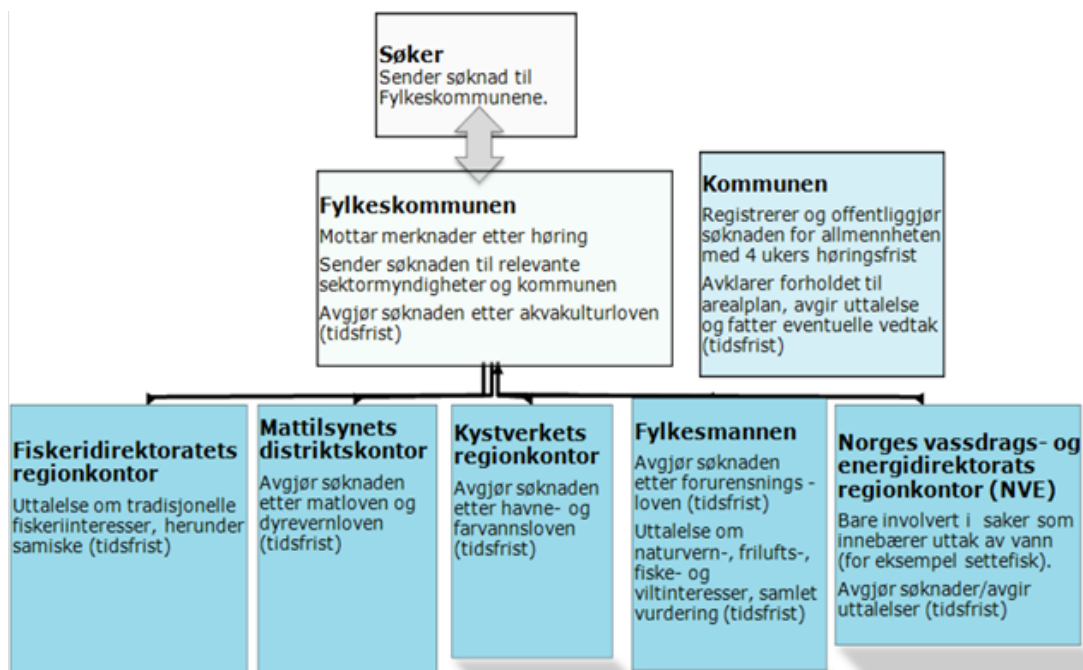 Søker
Sender søknad til
Fylkeskommunene.
Fylkeskommunen
Mottar merknader etter høring
Sender søknaden til relevante
sektormyndigheter og kommunen
Avgjør søknaden etter akvakulturloven
(tidsfrist)
Kommunen
Registrerer og offentliggjør
søknaden for allmennheten
med 4 ukers høringsfrist
Avklarer forholdet til
arealplan, avgir uttalelse
og fatter eventuelle vedtak
(tidsfrist)
Fiskeridirektoratets
regionkontor
Uttalelse om tradisjonelle
fiskeriinteresser, herunder
samiske (tidsfrist)
Mattilsynets
distriktskontor
Avgjør søknaden
etter matloven og
dyrevernloven
(tidsfrist)
Kystverkets
regionkontor
Avgjør søknaden
etter havne- og
farvannsloven
(tidsfrist)
Fylkesmannen
Avgjør søknaden
etter forurensnings -
loven (tidsfrist)
Uttalelse om
naturvern-, frilufts-,
fiske- og
viltinteresser, samlet
vurdering (tidsfrist)
Norges vassdrags- og
energidirektorats
regionkontor (NVE)
Bare involvert i  saker som
innebærer uttak av vann
(for eksempel settefisk).
Avgjør søknader/avgir
uttalelser (tidsfrist)